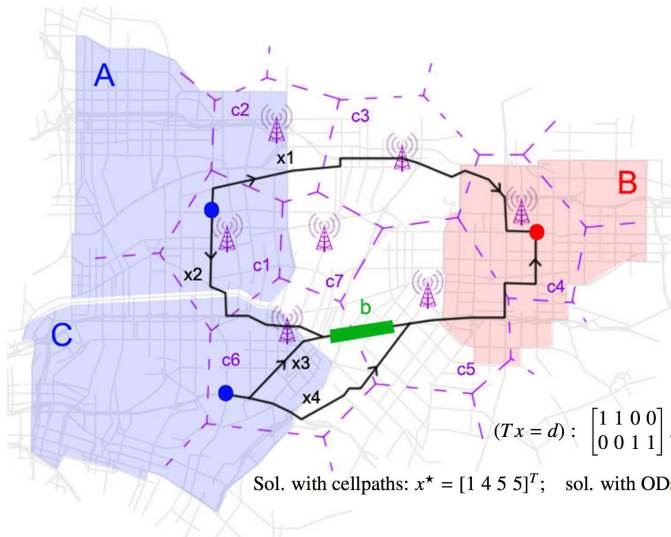 A
c2
c3
x1
B
c1
x2
c7
c4
b
C
c6
x3
c5
x4
(Tx = d) : [1 1 0 0
0 0 1 1]
Sol. with cellpaths: x★ = [1 4 5 5]ᵀ; sol. with OD